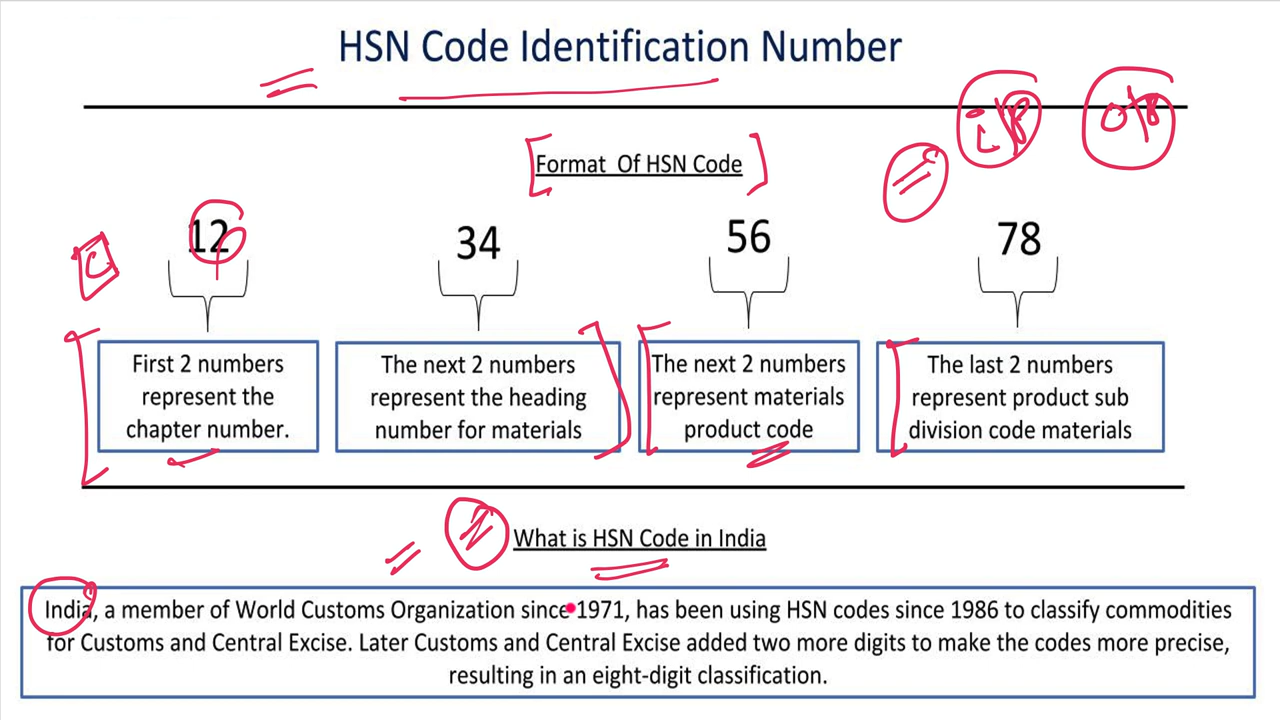 HSN Code Identification Number
i/p o/p
Format Of HSN Code
12 34 56 78
First 2 numbers
represent the
chapter number.
The next 2 numbers
represent the heading
number for materials
The next 2 numbers
represent materials
product code
The last 2 numbers
represent product sub
division code materials
What is HSN Code in India
India, a member of World Customs Organization since 1971, has been using HSN codes since 1986 to classify commodities
for Customs and Central Excise. Later Customs and Central Excise added two more digits to make the codes more precise,
resulting in an eight-digit classification.